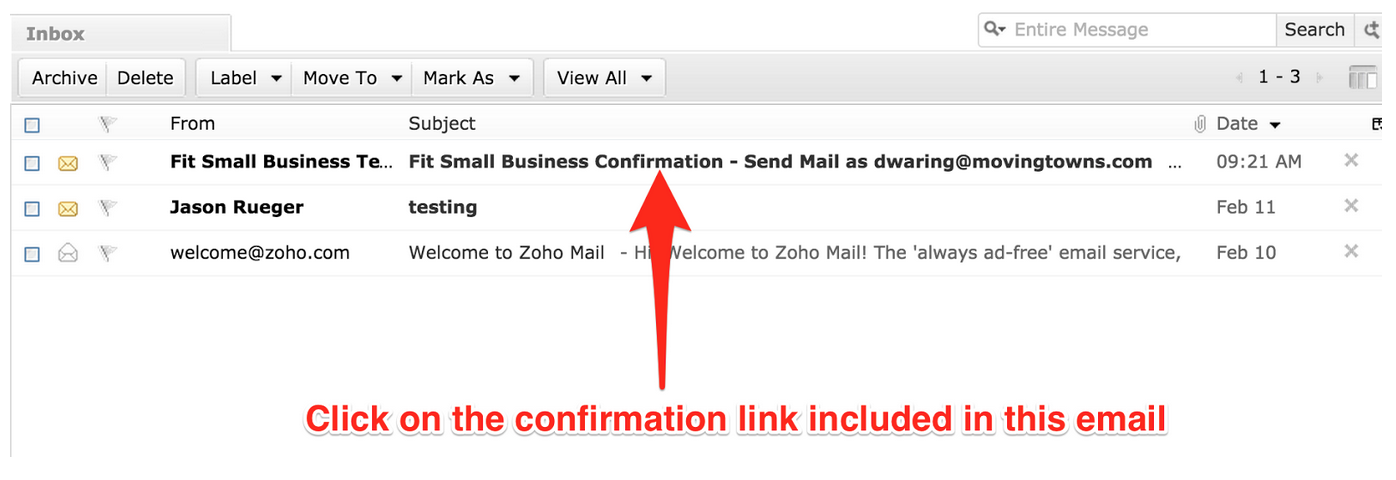 Inbox
Entire Message Search
Archive Delete Label Move To Mark As View All 1 - 3
From Subject Date
Fit Small Business Te... Fit Small Business Confirmation - Send Mail as dwaring@movingtowns.com ... 09:21 AM
Jason Rueger testing Feb 11
welcome@zoho.com Welcome to Zoho Mail - Hi Welcome to Zoho Mail! The 'always ad-free' email service, Feb 10
Click on the confirmation link included in this email